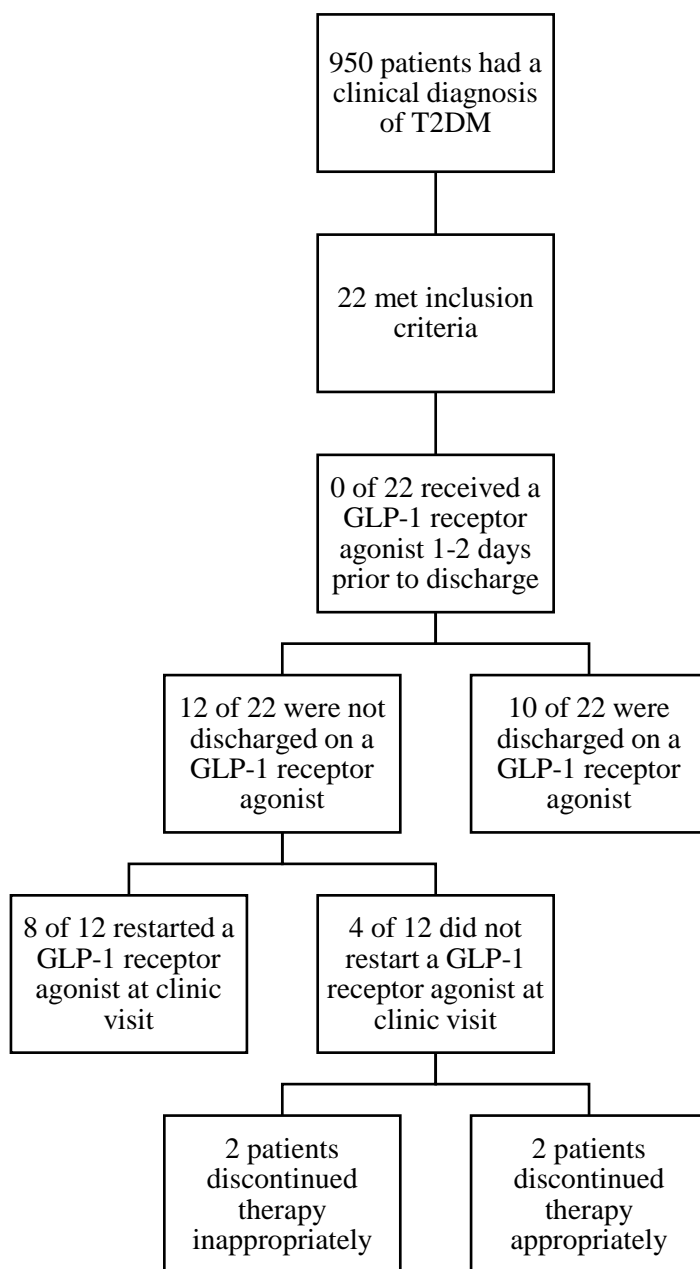 950 patients had a
clinical diagnosis
of T2DM
22 met inclusion
criteria
0 of 22 received a
GLP-1 receptor
agonist 1-2 days
prior to discharge
12 of 22 were not
discharged on a
GLP-1 receptor
agonist
10 of 22 were
discharged on a
GLP-1 receptor
agonist
8 of 12 restarted a
GLP-1 receptor
agonist at clinic
visit
4 of 12 did not
restart a GLP-1
receptor agonist at
clinic visit
2 patients
discontinued
therapy
inappropriately
2 patients
discontinued
therapy
appropriately